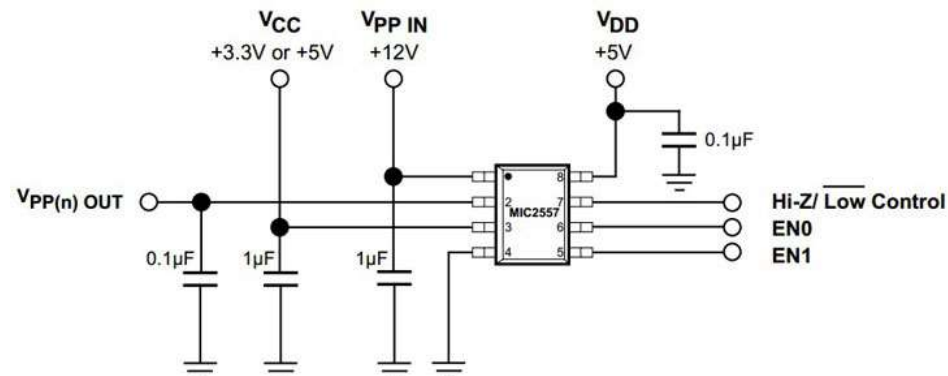 VCC
+3.3V or +5V
VPP IN
+12V
VDD
+5V
0.1µF
VPP(n) OUT
8
2
7
Hi-Z/ Low Control
MIC2557
3
6
EN0
4
5
EN1
0.1µF
1µF
1µF